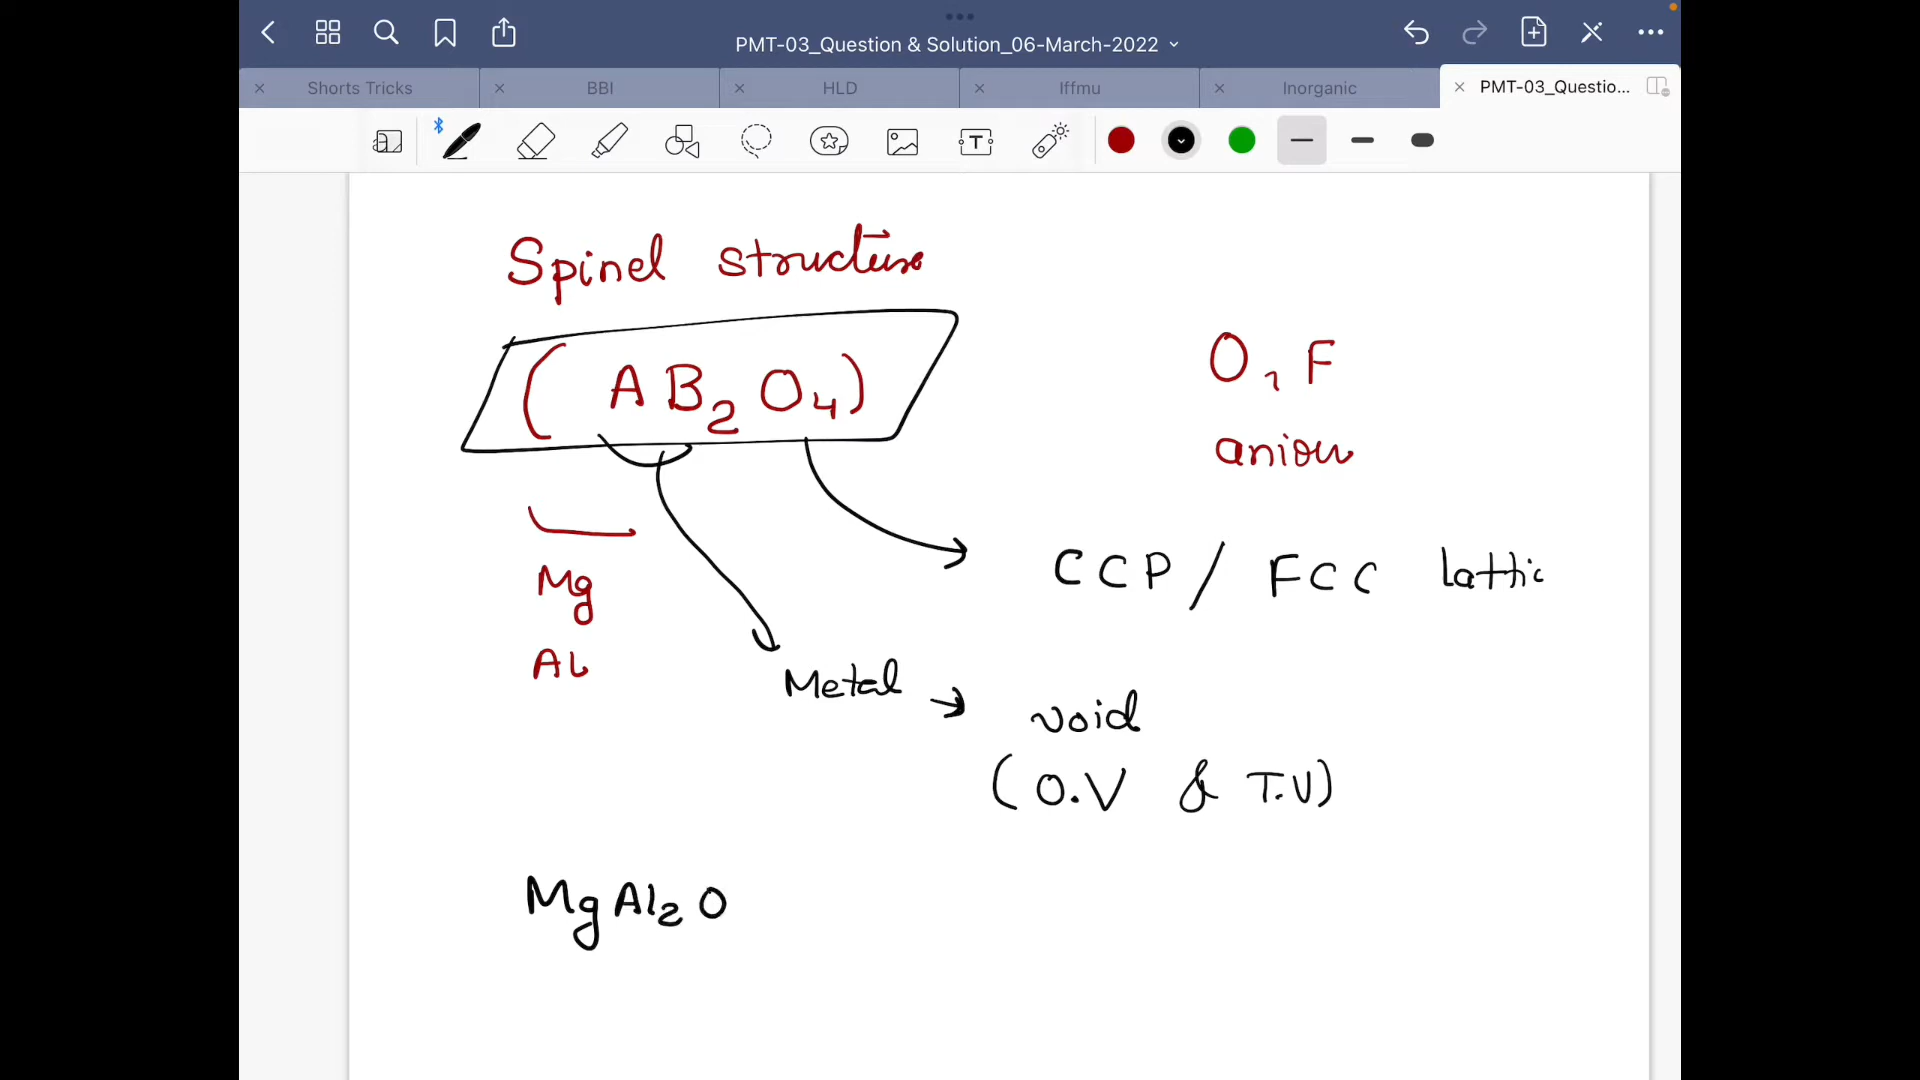 PMT-03_Question & Solution_06-March-2022
Shorts Tricks
BBI
HLD
Iffmu
Inorganic
PMT-03_Questio...
Spinel structure
(AB₂O₄)
O, F
anion
CCP / FCC lattic
Mg
Al
Metal → void
(O.V & T.V)
MgAl₂O